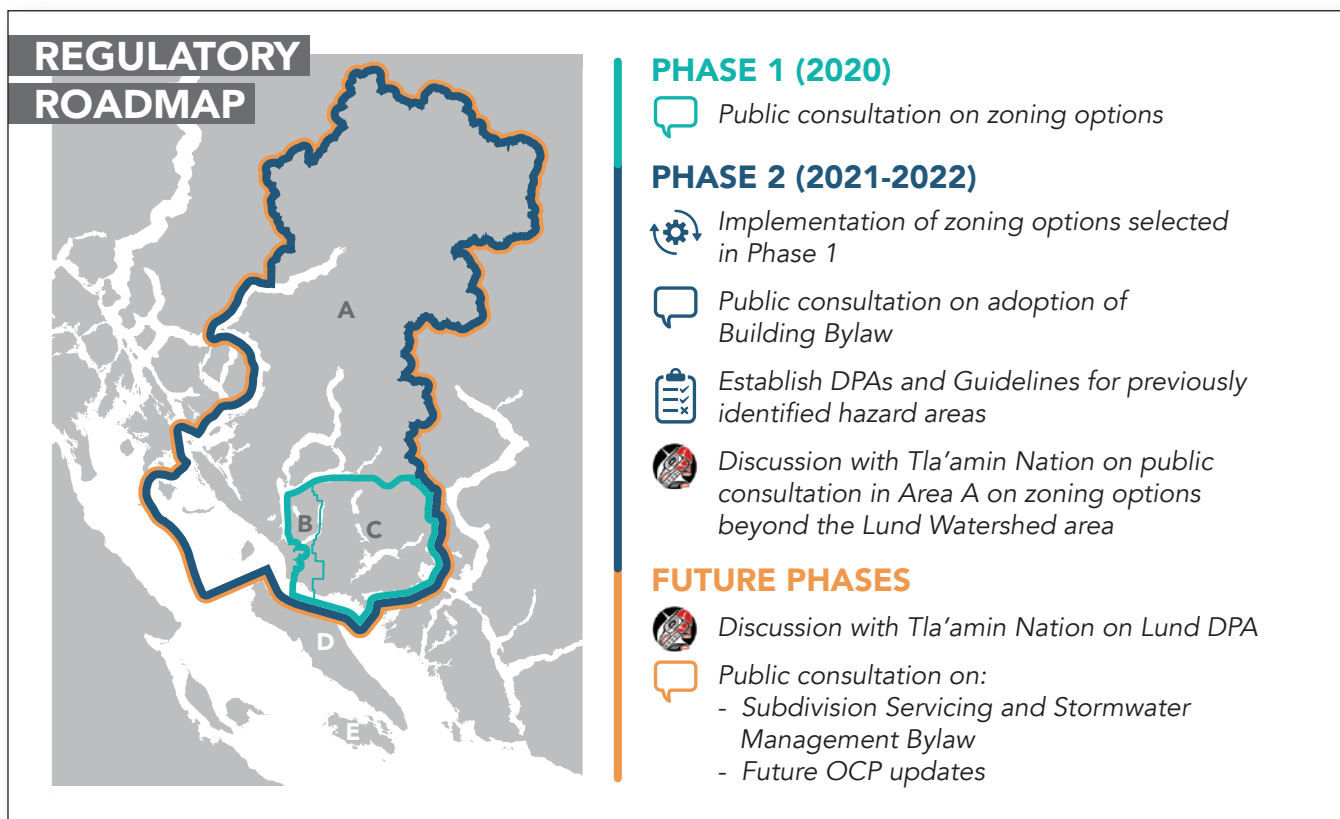 REGULATORY
ROADMAP
A
B
C
D
E
PHASE 1 (2020)
Public consultation on zoning options
PHASE 2 (2021-2022)
Implementation of zoning options selected
in Phase 1
Public consultation on adoption of
Building Bylaw
Establish DPAs and Guidelines for previously
identified hazard areas
Discussion with Tla'amin Nation on public
consultation in Area A on zoning options
beyond the Lund Watershed area
FUTURE PHASES
Discussion with Tla'amin Nation on Lund DPA
Public consultation on:
- Subdivision Servicing and Stormwater
Management Bylaw
- Future OCP updates